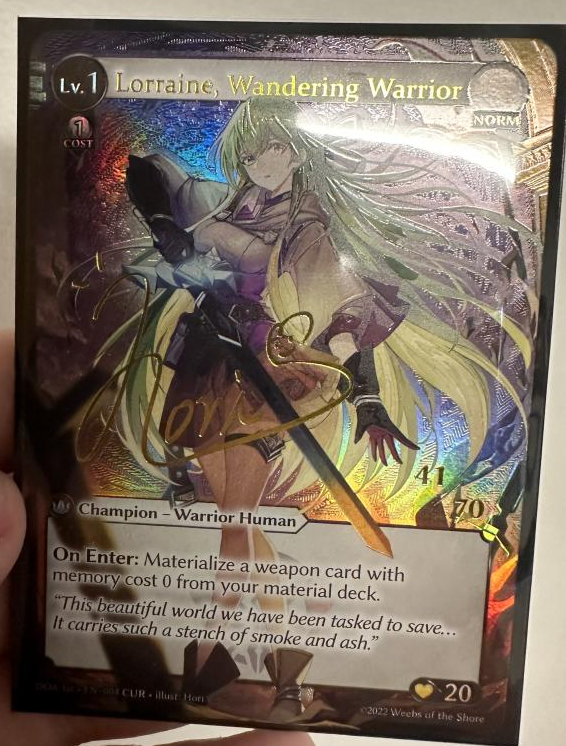 Lv. 1 Lorraine, Wandering Warrior
NORM
1
COST
Hori
41
70
Champion – Warrior Human
On Enter: Materialize a weapon card with
memory cost 0 from your material deck.
“This beautiful world we have been tasked to save...
It carries such a stench of smoke and ash.”
20
CUR • illust: Hori
©2022 Weebs of the Shore